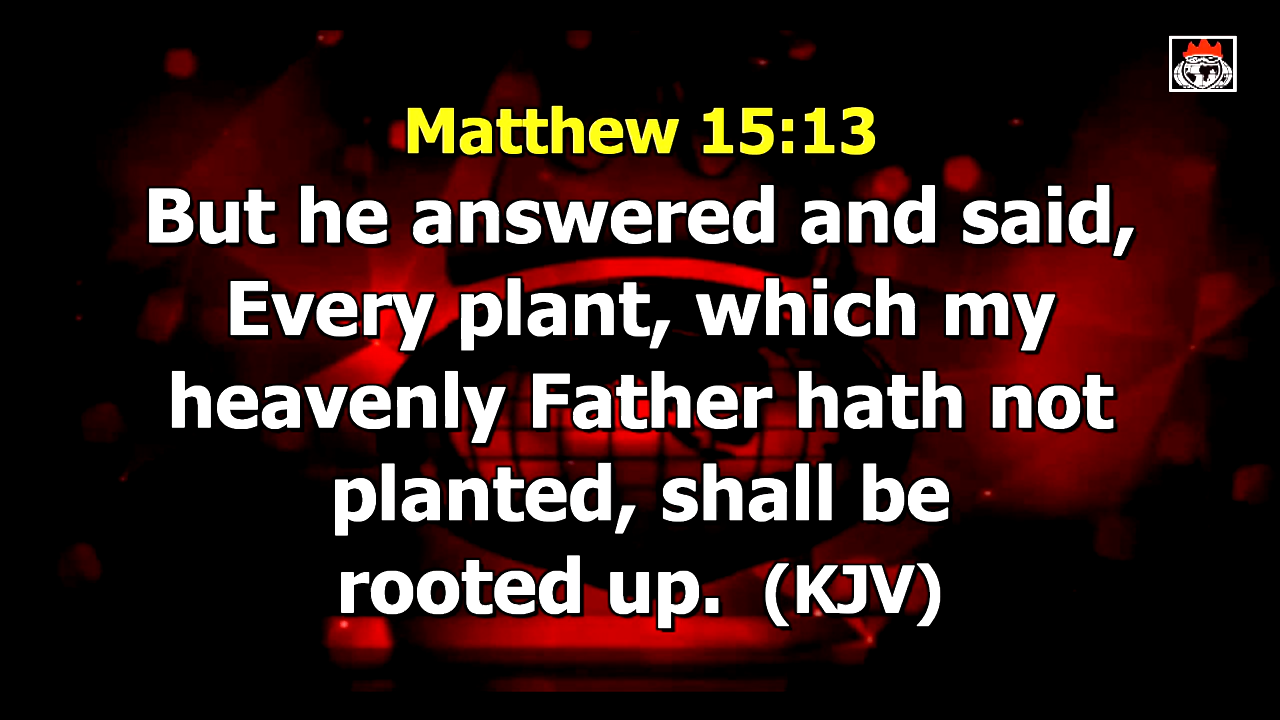 Matthew 15:13
But he answered and said,
Every plant, which my
heavenly Father hath not
planted, shall be
rooted up. (KJV)